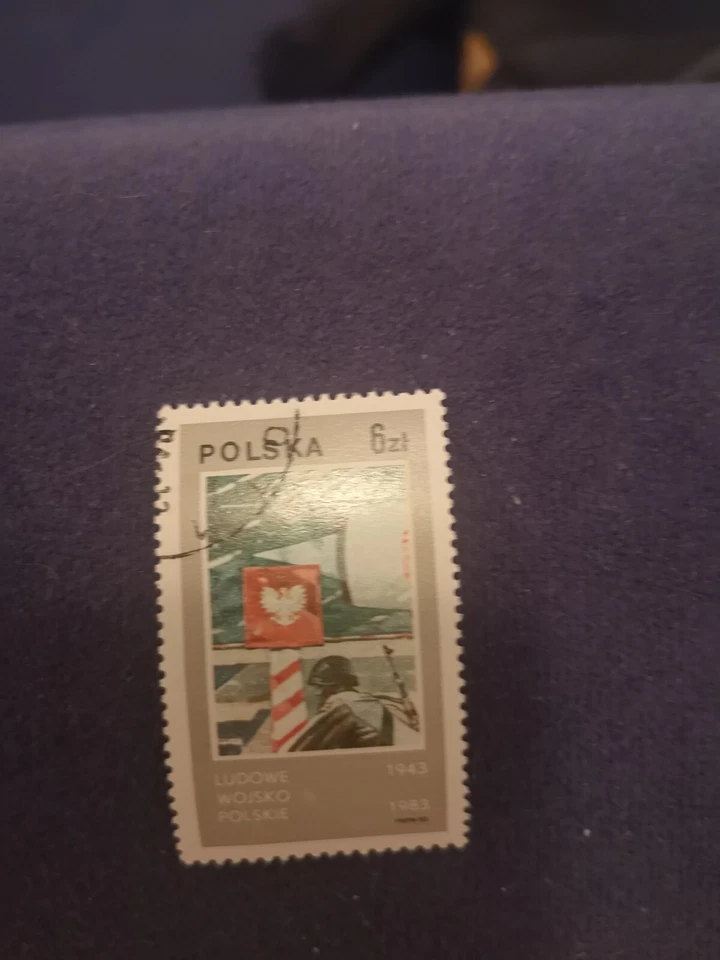 POLSKA 6zł
LUDOWE 1943
WOJSKO
POLSKIE 1983